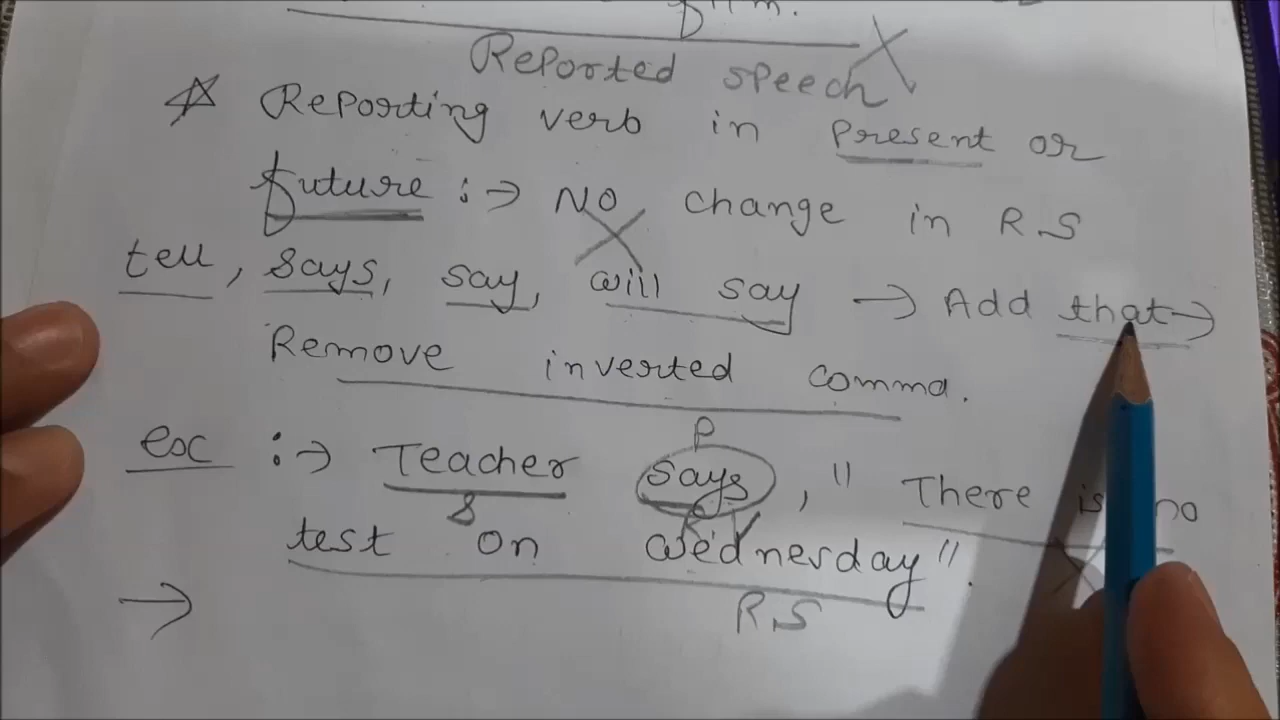 Reported speech
Reporting verb in present or
future :→ NO change in R.S
tell, says, say, will say → Add that →
Remove inverted comma.
P
ex :→ Teacher says, " There is no
S R V
test on Wednesday".
→ R.S